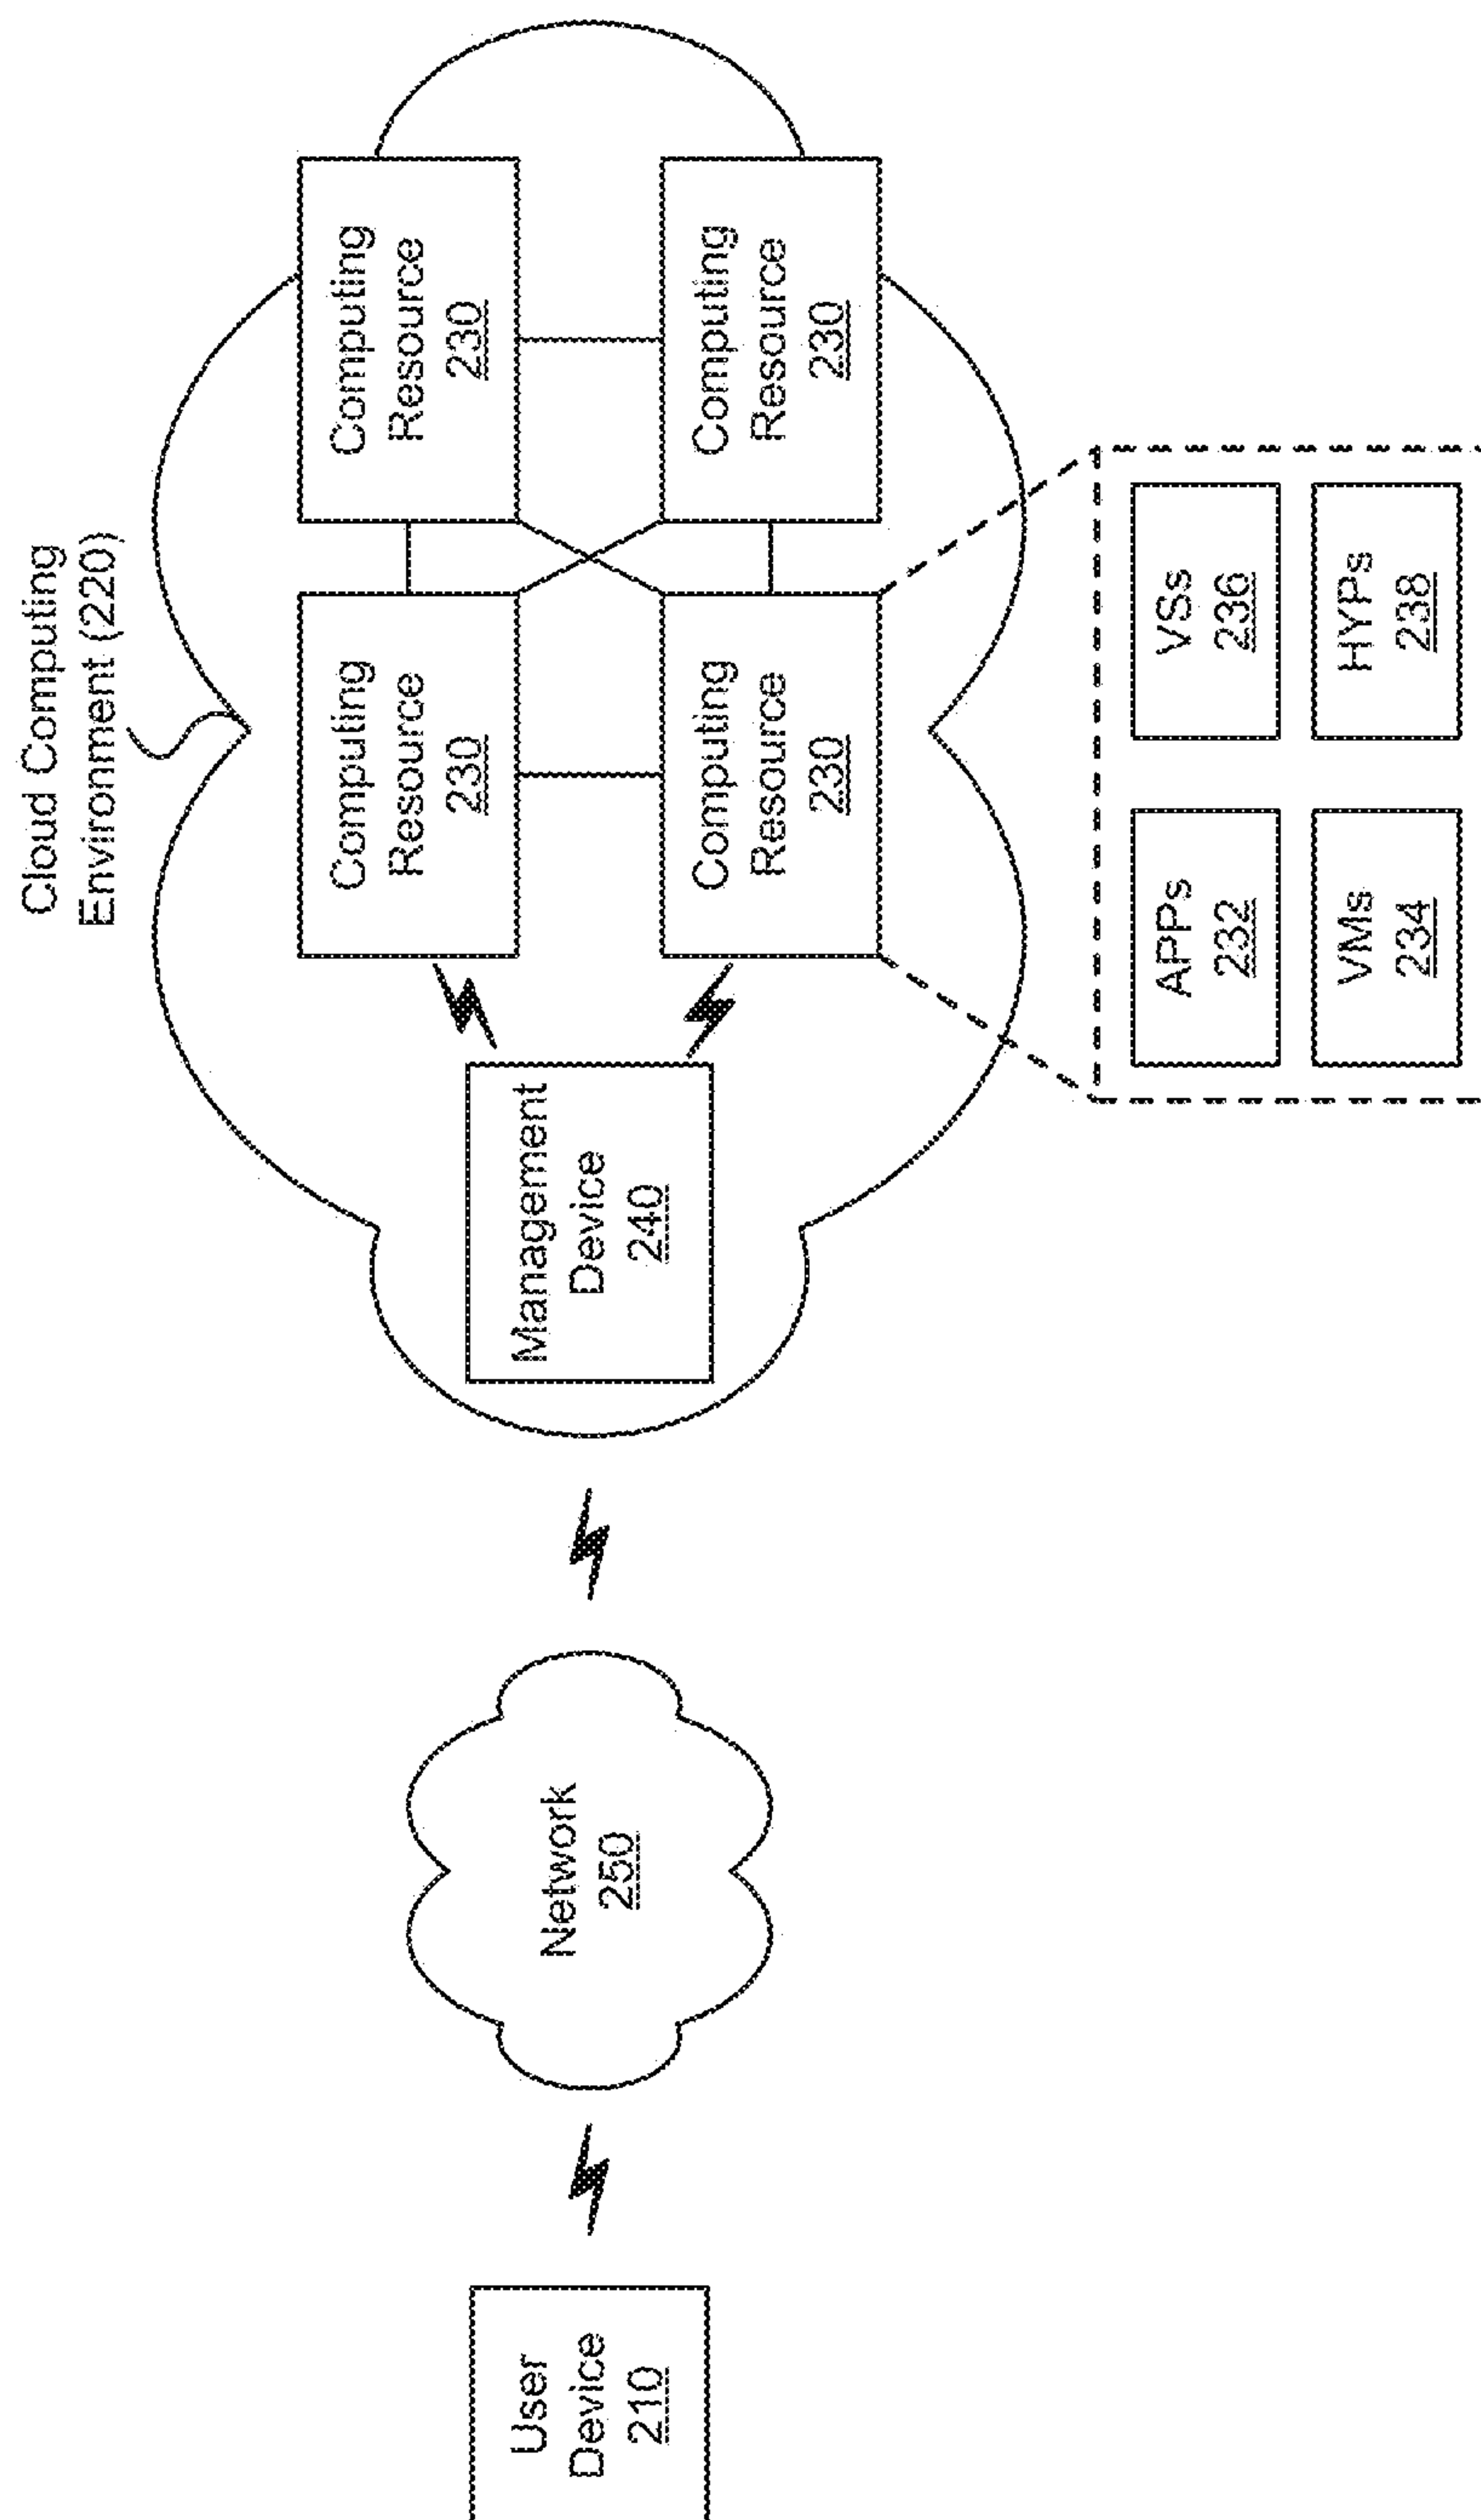 Cloud Computing
Environment (220)
Computing
Resource
230
Computing
Resource
230
Computing
Resource
230
Computing
Resource
230
Management
Device
240
User
Device
210
Network
250
APPs
232
VSs
236
VMs
234
HYPs
238